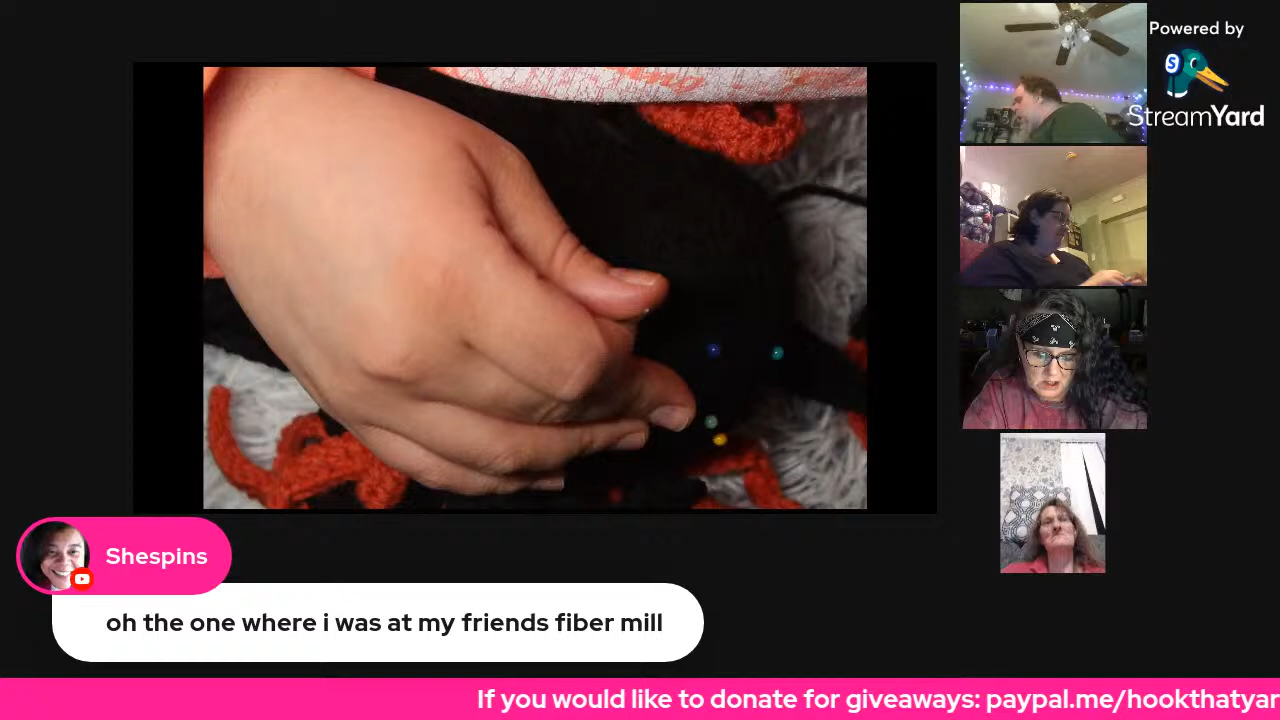 Powered by
S
StreamYard
Shespins
oh the one where i was at my friends fiber mill
If you would like to donate for giveaways: paypal.me/hookthatyar